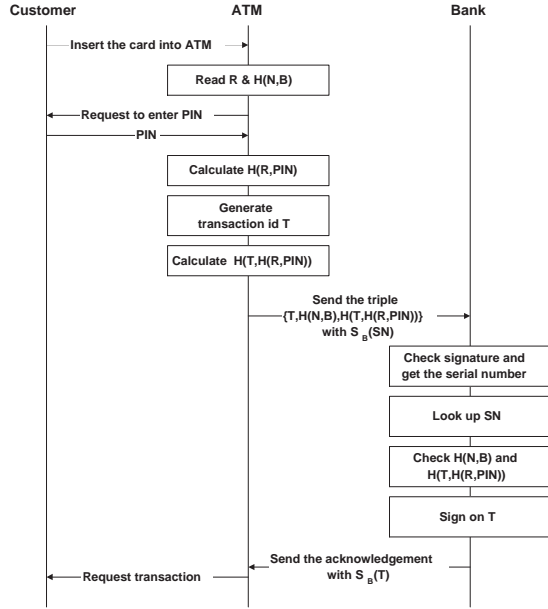 Customer
ATM
Bank
Insert the card into ATM
Read R & H(N,B)
Request to enter PIN
PIN
Calculate H(R,PIN)
Generate
transaction id T
Calculate H(T,H(R,PIN))
Send the triple
{T,H(N,B),H(T,H(R,PIN))}
with S B(SN)
Check signature and
get the serial number
Look up SN
Check H(N,B) and
H(T,H(R,PIN))
Sign on T
Send the acknowledgement
with S B(T)
Request transaction